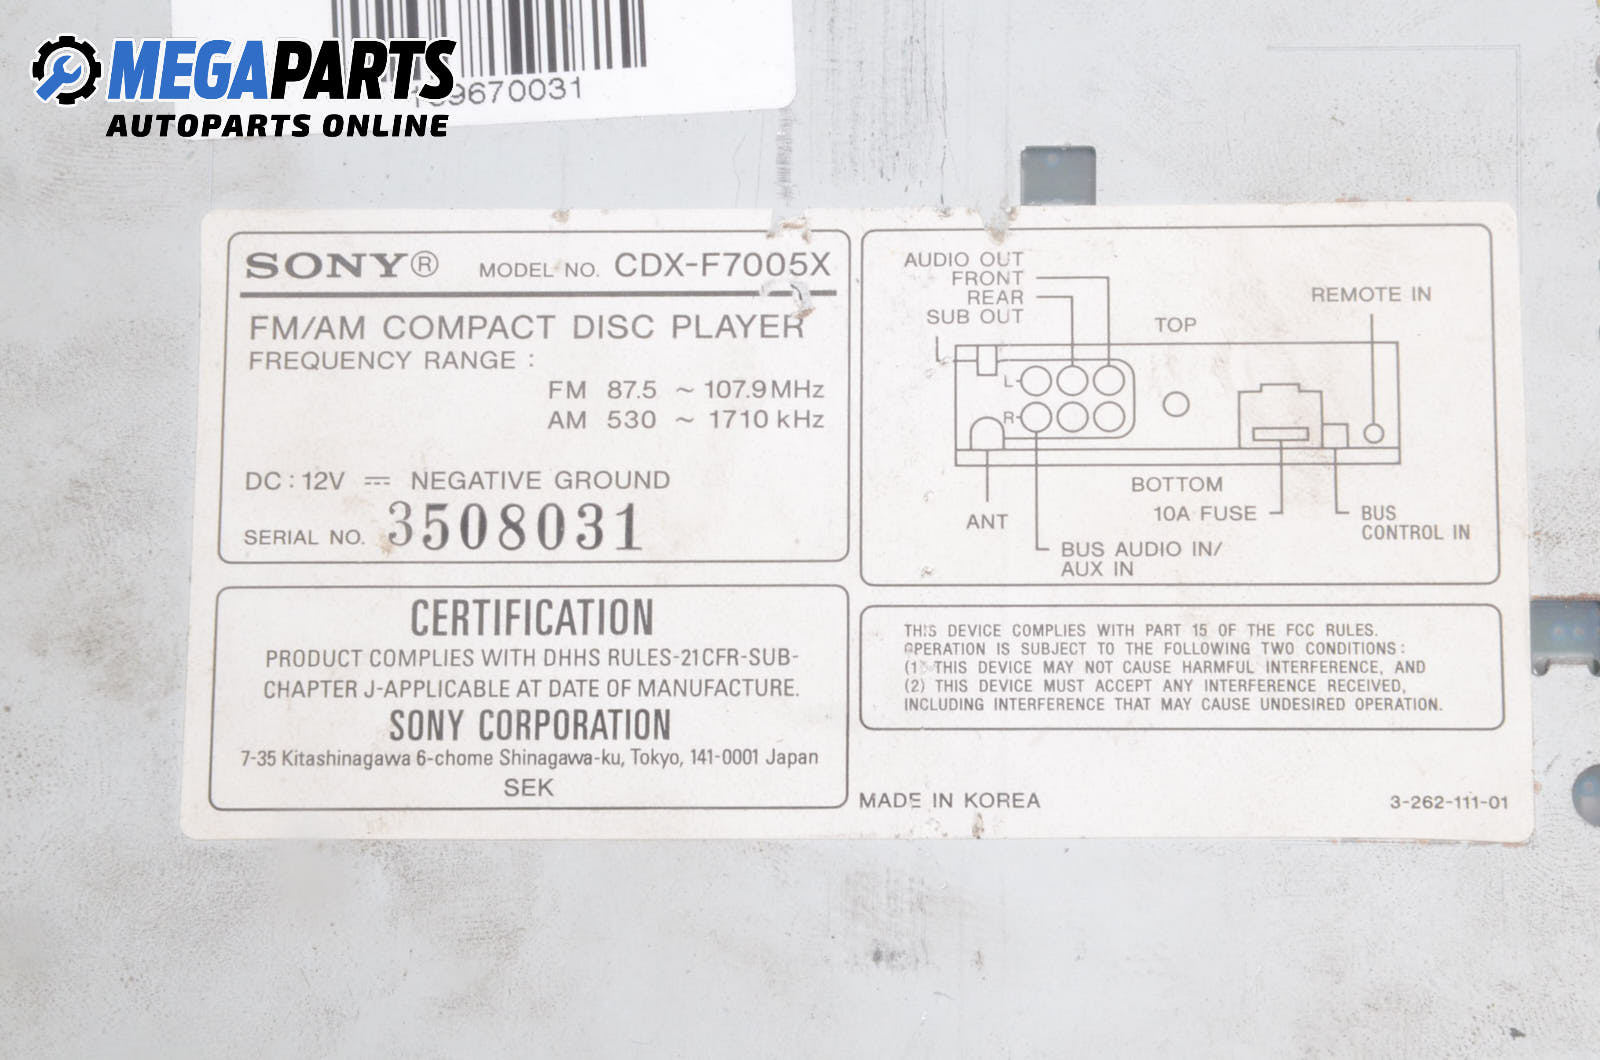 MEGAPARTS
AUTOPARTS ONLINE
SONY® MODEL NO. CDX-F7005X
FM/AM COMPACT DISC PLAYER
FREQUENCY RANGE :
FM 87.5 ~ 107.9 MHz
AM 530 ~ 1710 kHz
DC : 12V ⎓ NEGATIVE GROUND
SERIAL NO. 3508031
CERTIFICATION
PRODUCT COMPLIES WITH DHHS RULES-21CFR-SUB-
CHAPTER J-APPLICABLE AT DATE OF MANUFACTURE.
SONY CORPORATION
7-35 Kitashinagawa 6-chome Shinagawa-ku, Tokyo, 141-0001 Japan
SEK
AUDIO OUT
FRONT
REAR
SUB OUT
TOP
REMOTE IN
L
R
ANT
BOTTOM
10A FUSE
BUS
CONTROL IN
BUS AUDIO IN/
AUX IN
THIS DEVICE COMPLIES WITH PART 15 OF THE FCC RULES.
OPERATION IS SUBJECT TO THE FOLLOWING TWO CONDITIONS :
(1) THIS DEVICE MAY NOT CAUSE HARMFUL INTERFERENCE, AND
(2) THIS DEVICE MUST ACCEPT ANY INTERFERENCE RECEIVED,
INCLUDING INTERFERENCE THAT MAY CAUSE UNDESIRED OPERATION.
MADE IN KOREA
3-262-111-01